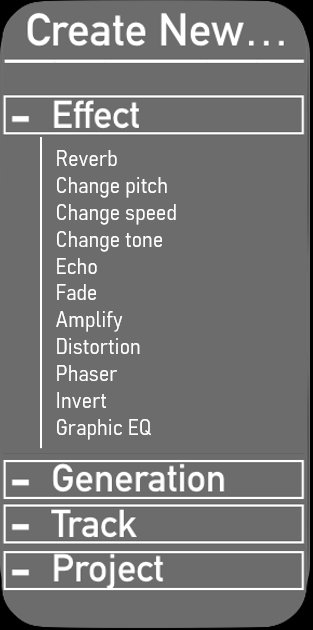 Create New...
- Effect
Reverb
Change pitch
Change speed
Change tone
Echo
Fade
Amplify
Distortion
Phaser
Invert
Graphic EQ
- Generation
- Track
- Project